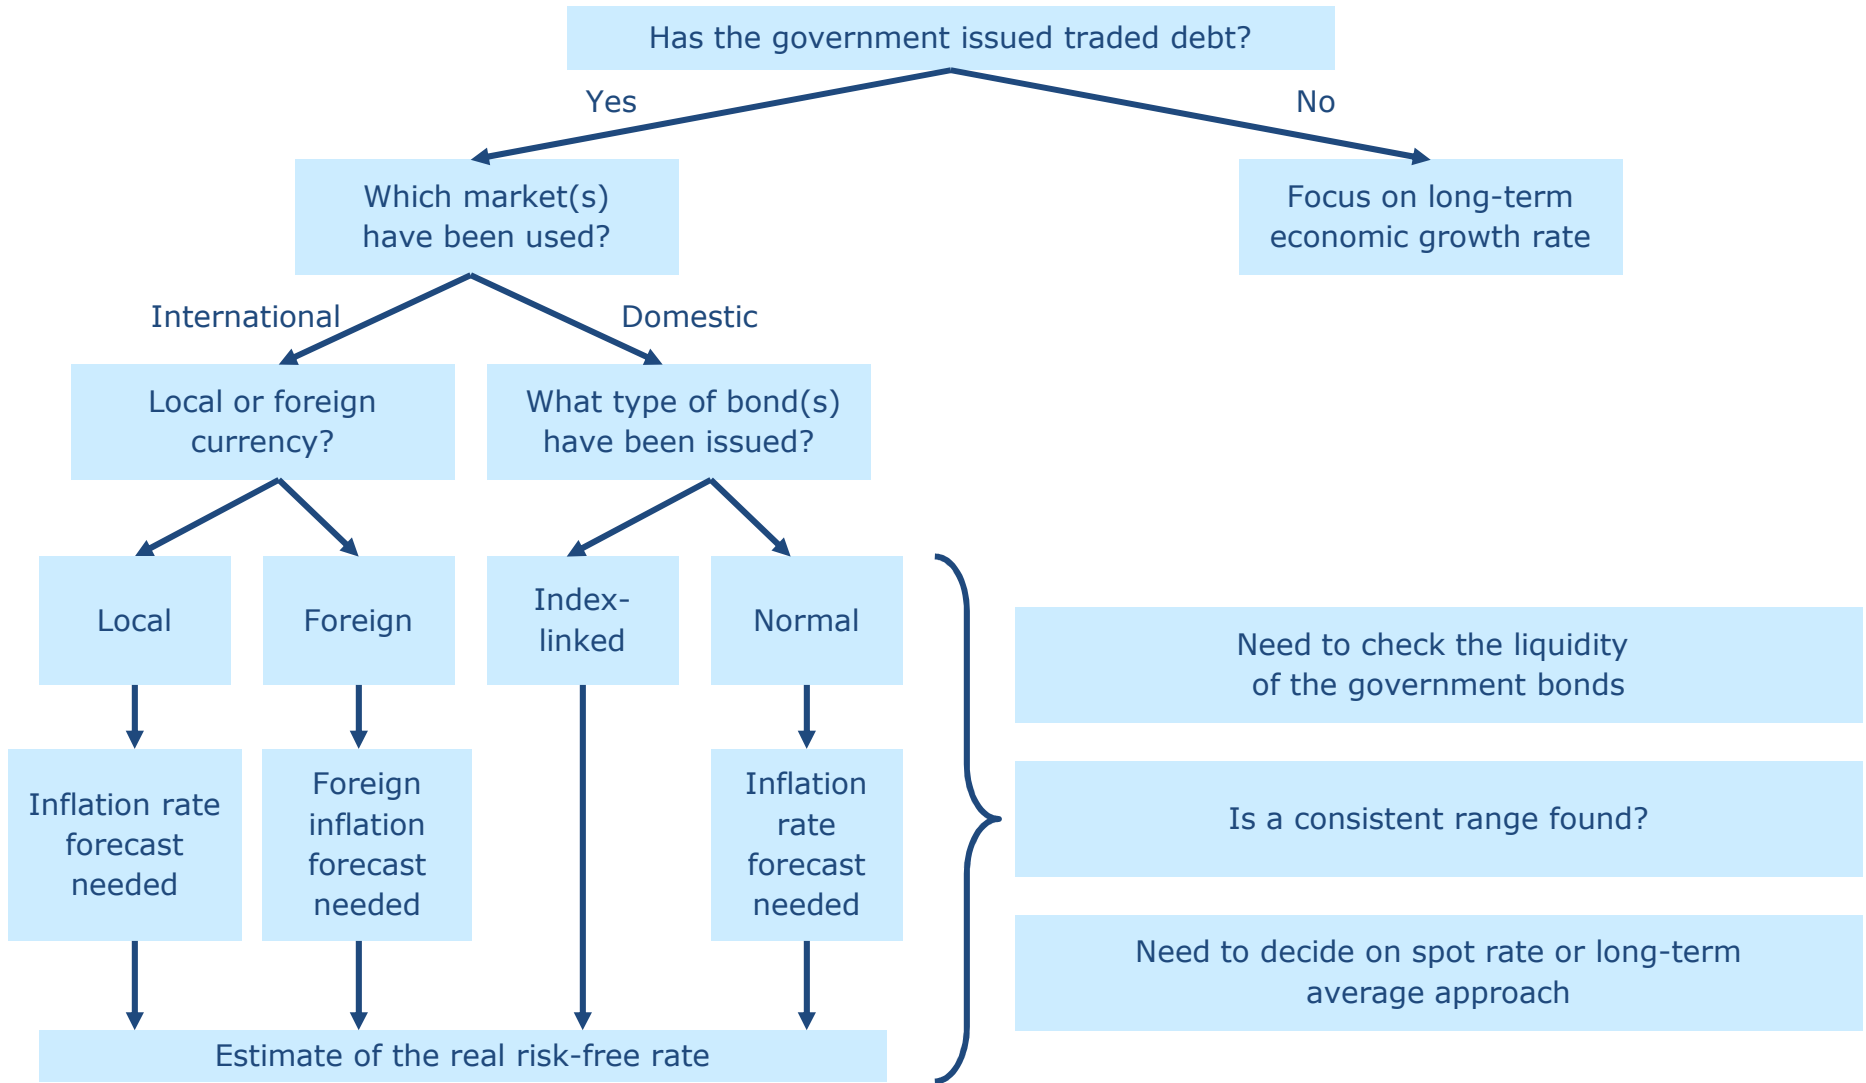 Has the government issued traded debt?
Yes
No
Which market(s)
have been used?
Focus on long-term
economic growth rate
International
Domestic
Local or foreign
currency?
What type of bond(s)
have been issued?
Local
Foreign
Index-
linked
Normal
Need to check the liquidity
of the government bonds
Inflation rate
forecast
needed
Foreign
inflation
forecast
needed
Inflation
rate
forecast
needed
Is a consistent range found?
Need to decide on spot rate or long-term
average approach
Estimate of the real risk-free rate